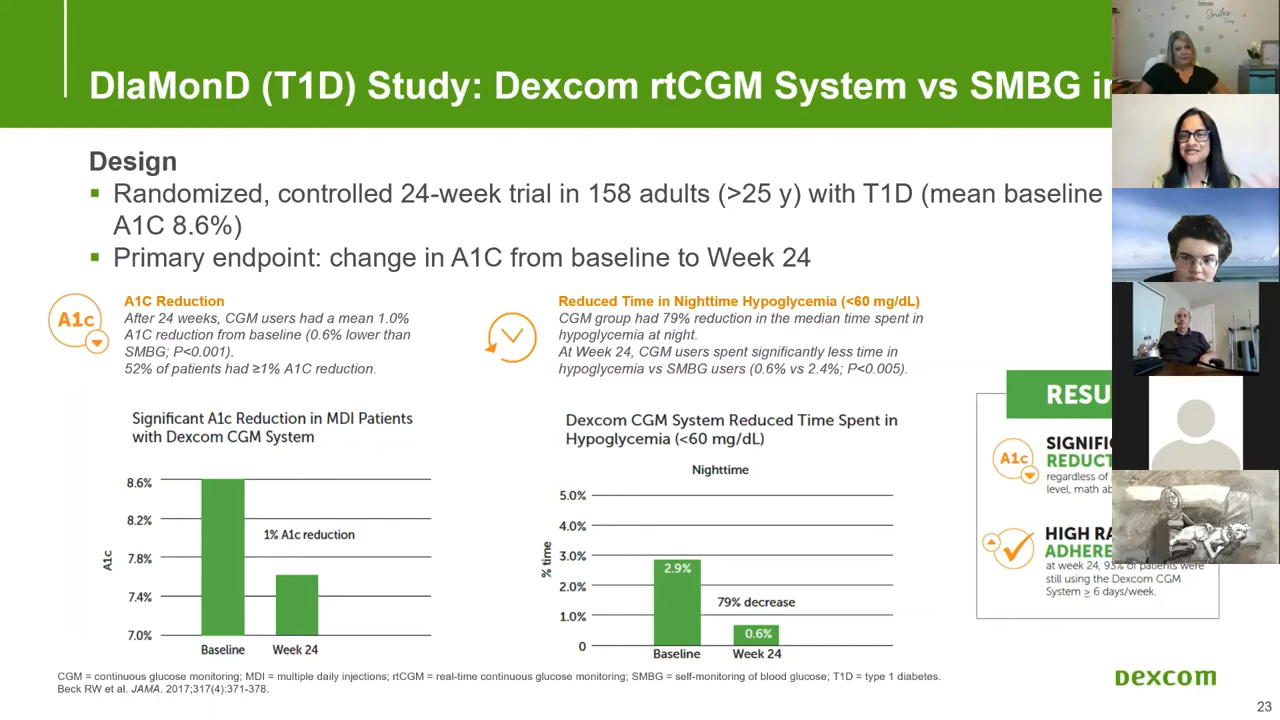 DIaMonD (T1D) Study: Dexcom rtCGM System vs SMBG
Design
▪ Randomized, controlled 24-week trial in 158 adults (>25 y) with T1D (mean baseline
A1C 8.6%)
▪ Primary endpoint: change in A1C from baseline to Week 24
A1c
A1C Reduction
After 24 weeks, CGM users had a mean 1.0%
A1C reduction from baseline (0.6% lower than
SMBG; P<0.001).
52% of patients had ≥1% A1C reduction.
Reduced Time in Nighttime Hypoglycemia (<60 mg/dL)
CGM group had 79% reduction in the median time spent in
hypoglycemia at night.
At Week 24, CGM users spent significantly less time in
hypoglycemia vs SMBG users (0.6% vs 2.4%; P<0.005).
Significant A1c Reduction in MDI Patients
with Dexcom CGM System
8.6%
8.2%
7.8%
7.4%
7.0%
A1c
1% A1c reduction
Baseline
Week 24
Dexcom CGM System Reduced Time Spent in
Hypoglycemia (<60 mg/dL)
Nighttime
5.0%
4.0%
3.0%
2.0%
1.0%
0
% time
2.9%
79% decrease
0.6%
Baseline
Week 24
RESU
A1c
SIGNIFI
REDUCT
regardless of
level, math ab
HIGH RA
ADHERE
at week 24, 93% of patients were
still using the Dexcom CGM
System ≥ 6 days/week.
CGM = continuous glucose monitoring; MDI = multiple daily injections; rtCGM = real-time continuous glucose monitoring; SMBG = self-monitoring of blood glucose; T1D = type 1 diabetes.
Beck RW et al. JAMA. 2017;317(4):371-378.
Dexcom
23